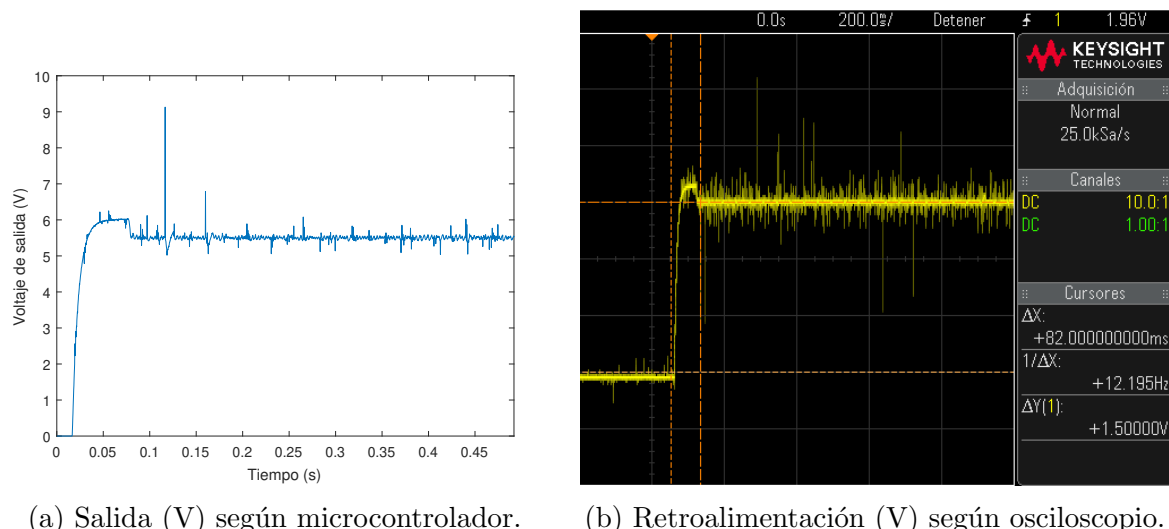 0.0s 200.0㎳/ Detener 1 1.96V
KEYSIGHT
TECHNOLOGIES
Adquisición
Normal
25.0kSa/s
Canales
DC 10.0:1
DC 1.00:1
Cursores
ΔX:
+82.000000000ms
1/ΔX:
+12.195Hz
ΔY(1):
+1.50000V
10
9
8
7
6
5
4
3
2
1
0
Voltaje de salida (V)
0 0.05 0.1 0.15 0.2 0.25 0.3 0.35 0.4 0.45
Tiempo (s)
(a) Salida (V) según microcontrolador.
(b) Retroalimentación (V) según osciloscopio.